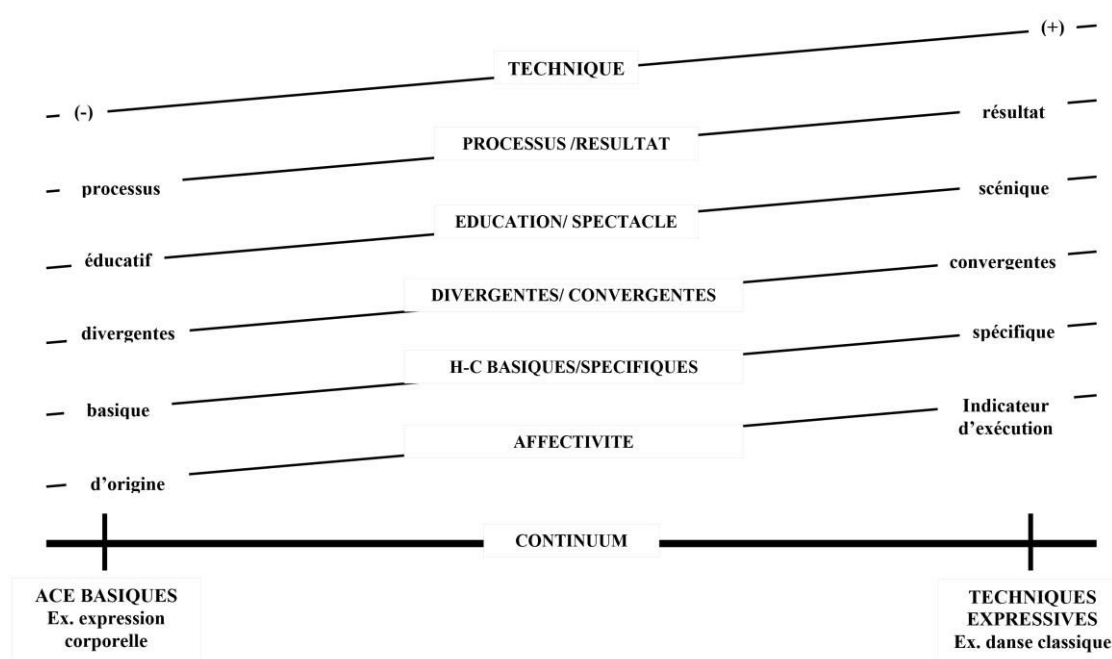 (+)
TECHNIQUE
(-)
résultat
PROCESSUS /RESULTAT
processus
scénique
EDUCATION/ SPECTACLE
éducatif
convergentes
DIVERGENTES/ CONVERGENTES
divergentes
spécifique
H-C BASIQUES/SPECIFIQUES
basique
Indicateur
d’exécution
AFFECTIVITE
d’origine
CONTINUUM
ACE BASIQUES
Ex. expression
corporelle
TECHNIQUES
EXPRESSIVES
Ex. danse classique